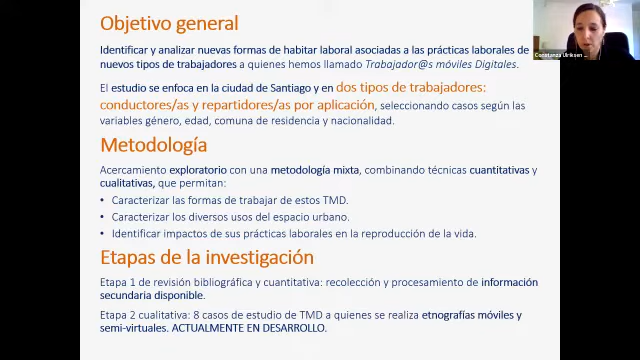 Objetivo general
Identificar y analizar nuevas formas de habitar laboral asociadas a las prácticas laborales de
nuevos tipos de trabajadores a quienes hemos llamado Trabajador@s móviles Digitales.
El estudio se enfoca en la ciudad de Santiago y en dos tipos de trabajadores:
conductores/as y repartidores/as por aplicación, seleccionando casos según las
variables género, edad, comuna de residencia y nacionalidad.
Metodología
Acercamiento exploratorio con una metodología mixta, combinando técnicas cuantitativas y
cualitativas, que permitan:
• Caracterizar las formas de trabajar de estos TMD.
• Caracterizar los diversos usos del espacio urbano.
• Identificar impactos de sus prácticas laborales en la reproducción de la vida.
Etapas de la investigación
Etapa 1 de revisión bibliográfica y cuantitativa: recolección y procesamiento de información
secundaria disponible.
Etapa 2 cualitativa: 8 casos de estudio de TMD a quienes se realiza etnografías móviles y
semi-virtuales. ACTUALMENTE EN DESARROLLO.
Constanza Ulriksen ...